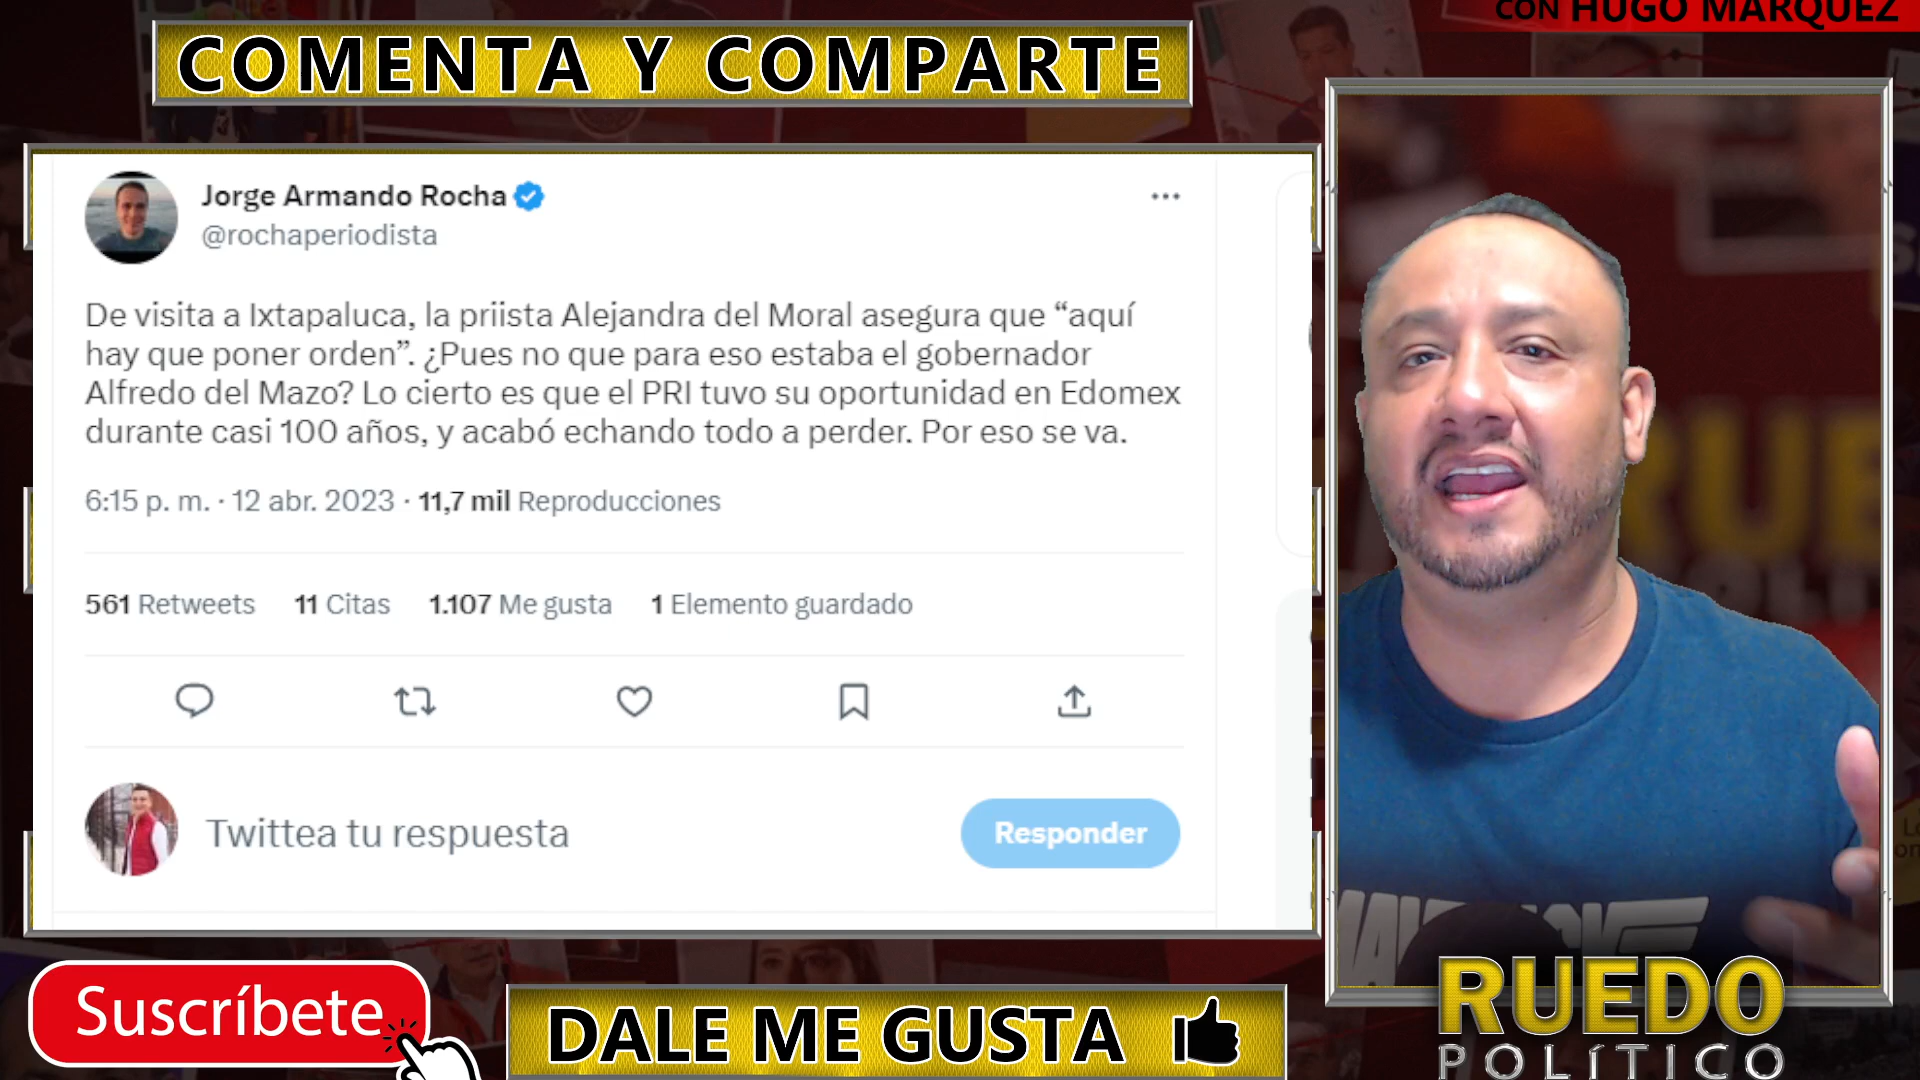 CON HUGO MÁRQUEZ
COMENTA Y COMPARTE
Jorge Armando Rocha
@rochaperiodista
De visita a Ixtapaluca, la priista Alejandra del Moral asegura que “aquí
hay que poner orden”. ¿Pues no que para eso estaba el gobernador
Alfredo del Mazo? Lo cierto es que el PRI tuvo su oportunidad en Edomex
durante casi 100 años, y acabó echando todo a perder. Por eso se va.
6:15 p. m. · 12 abr. 2023 · 11,7 mil Reproducciones
561 Retweets 11 Citas 1.107 Me gusta 1 Elemento guardado
Twittea tu respuesta
Responder
Suscríbete
DALE ME GUSTA
RUEDO
POLÍTICO